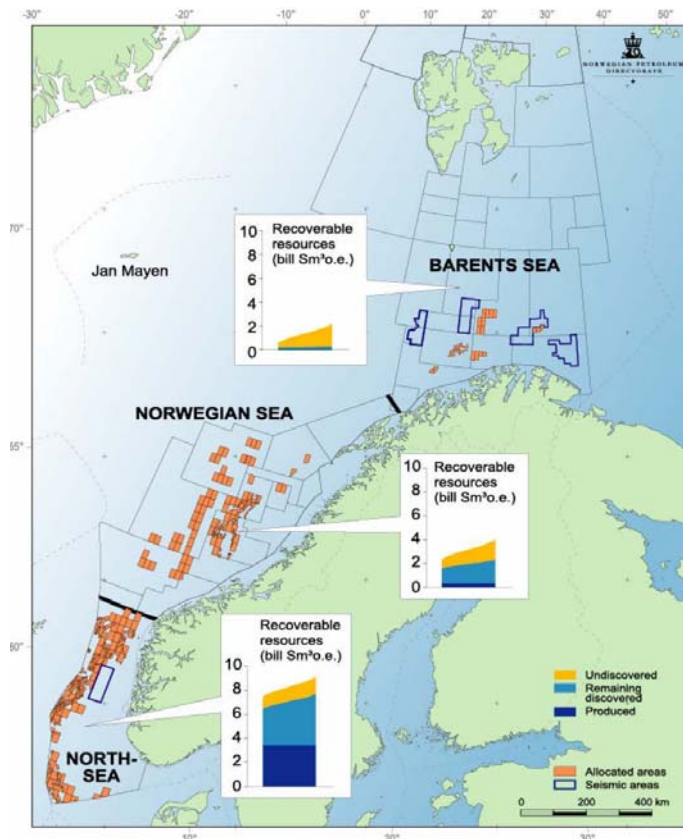 -30°
-20°
-10°
0°
10°
20°
30°
40°
50°
NORWEGIAN PETROLEUM
DIRECTORATE
70°
Jan Mayen
10
8
6
4
2
0
Recoverable
resources
(bill Sm³o.e.)
BARENTS SEA
NORWEGIAN SEA
65°
10
8
6
4
2
0
Recoverable
resources
(bill Sm³o.e.)
60°
Recoverable
resources
(bill Sm³o.e.)
10
8
6
4
2
0
NORTH-
SEA
Undiscovered
Remaining
discovered
Produced
Allocated areas
Seismic areas
0 200 400 km
10°